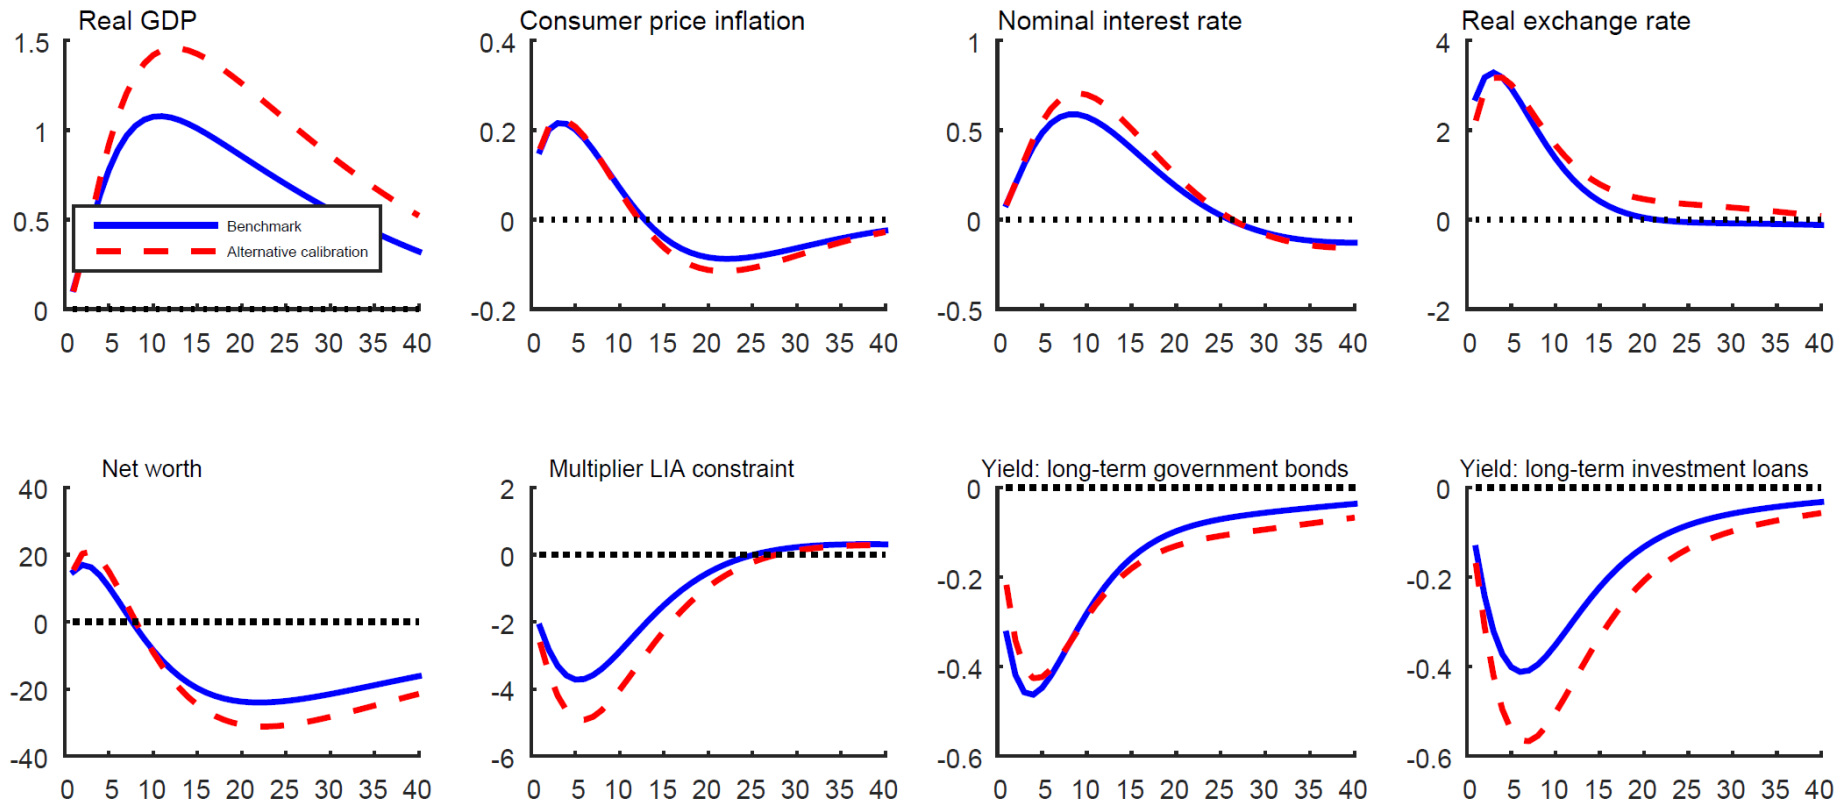 Real GDP
1.5
1
0.5
0
0 5 10 15 20 25 30 35 40
Benchmark
Alternative calibration
Consumer price inflation
0.4
0.2
0
-0.2
0 5 10 15 20 25 30 35 40
Nominal interest rate
1
0.5
0
-0.5
0 5 10 15 20 25 30 35 40
Real exchange rate
4
2
0
-2
0 5 10 15 20 25 30 35 40
Net worth
40
20
0
-20
-40
0 5 10 15 20 25 30 35 40
Multiplier LIA constraint
2
0
-2
-4
-6
0 5 10 15 20 25 30 35 40
Yield: long-term government bonds
0
-0.2
-0.4
-0.6
0 5 10 15 20 25 30 35 40
Yield: long-term investment loans
0
-0.2
-0.4
-0.6
0 5 10 15 20 25 30 35 40